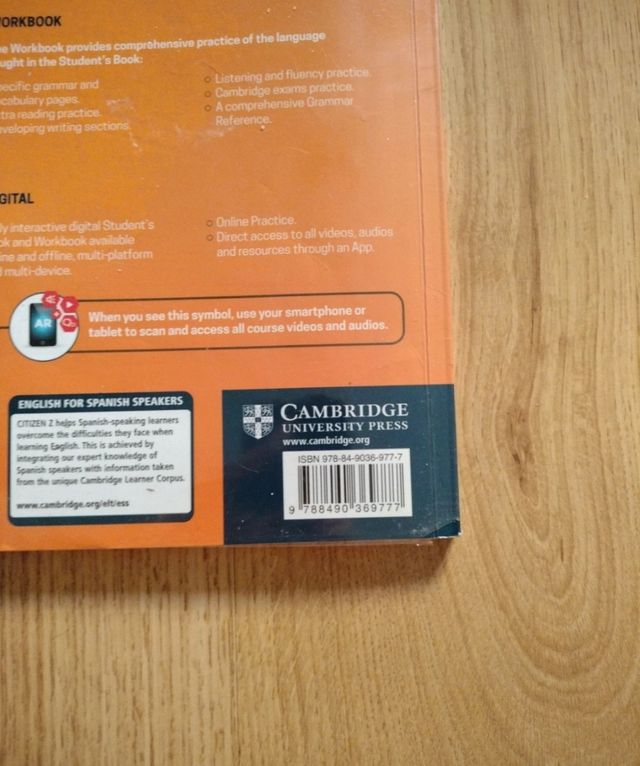 ORKBOOK
e Workbook provides comprehensive practice of the language
ught in the Student's Book:
ecific grammar and
cabulary pages.
tra reading practice.
veloping writing sections.
Listening and fluency practice.
Cambridge exams practice.
A comprehensive Grammar
Reference.
GITAL
ly interactive digital Student's
ok and Workbook available
ine and offline, multi-platform
d multi-device.
Online Practice.
Direct access to all videos, audios
and resources through an App.
AR
When you see this symbol, use your smartphone or
tablet to scan and access all course videos and audios.
ENGLISH FOR SPANISH SPEAKERS
CITIZEN Z helps Spanish-speaking learners
overcome the difficulties they face when
learning English. This is achieved by
integrating our expert knowledge of
Spanish speakers with information taken
from the unique Cambridge Learner Corpus.
www.cambridge.org/elt/ess
CAMBRIDGE
UNIVERSITY PRESS
www.cambridge.org
ISBN 978-84-9036-977-7
9 788490 369777